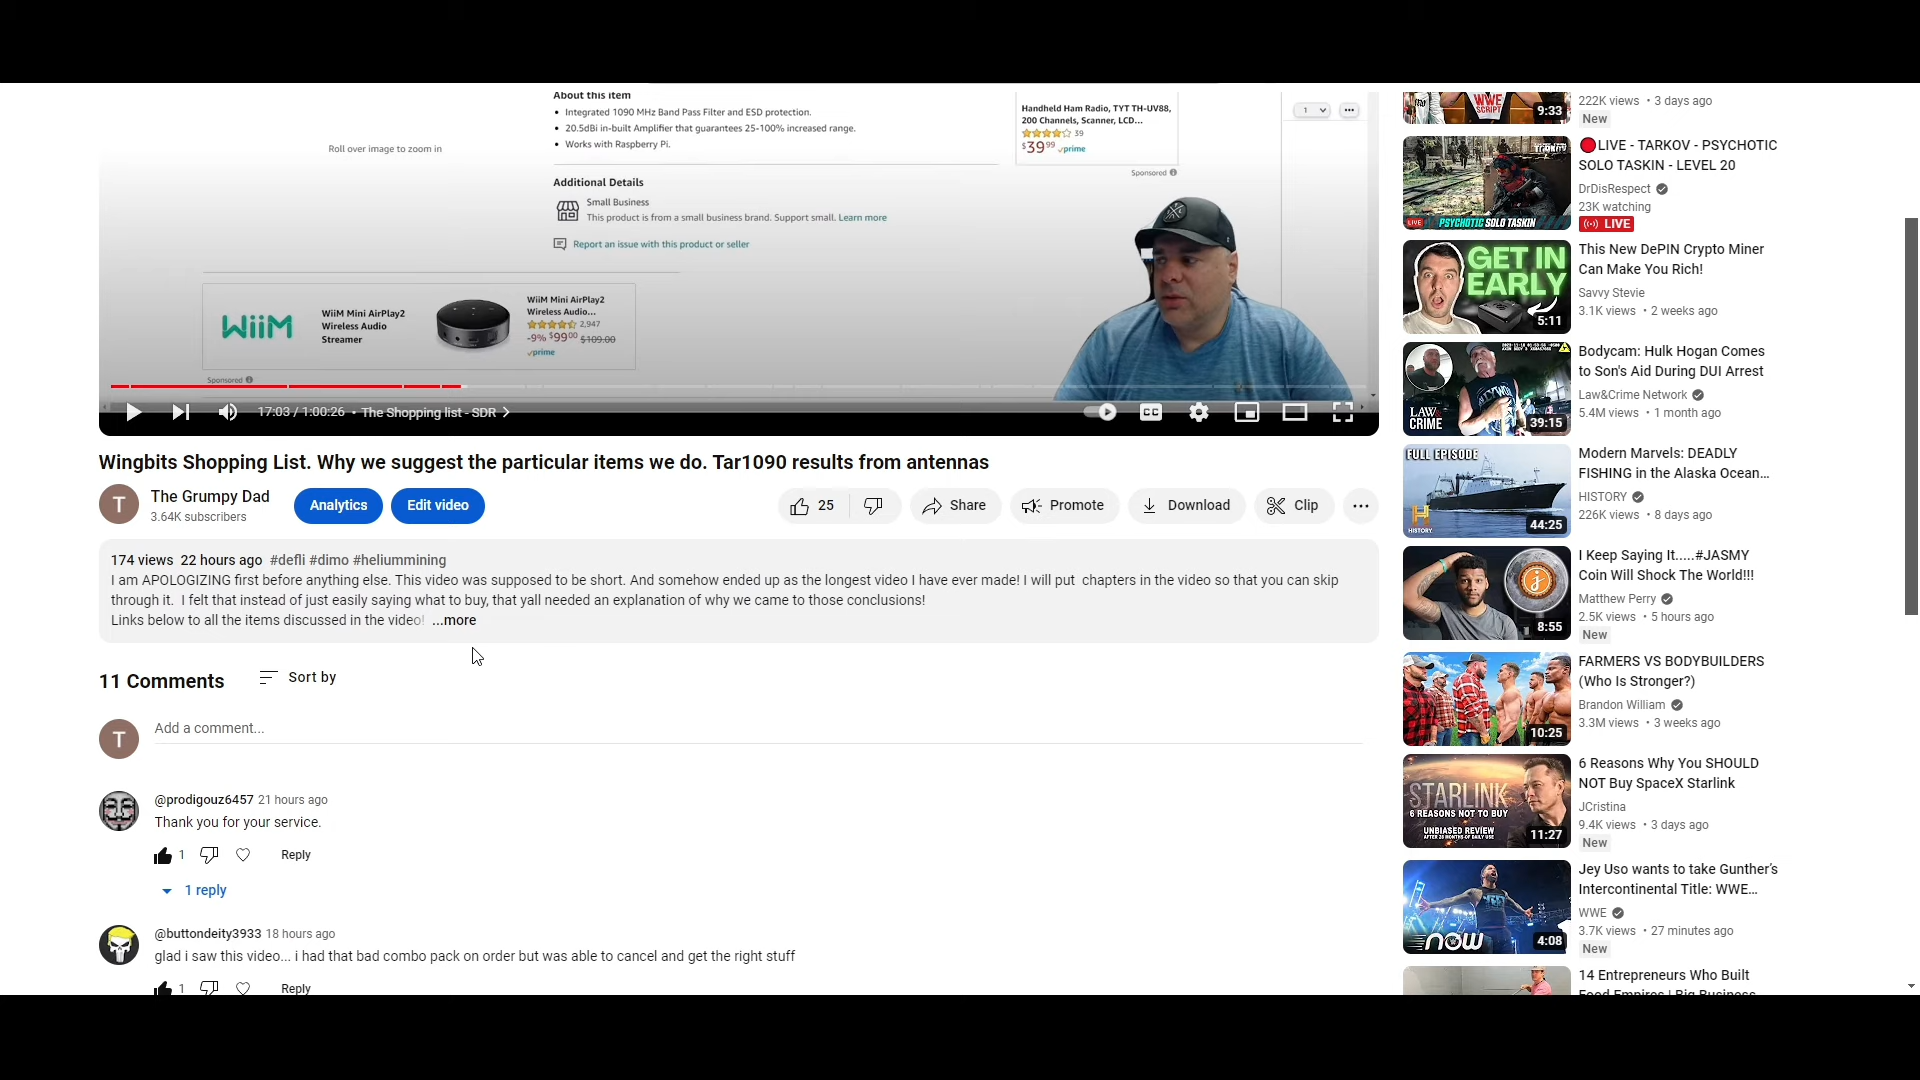 About this item
• Integrated 1090 MHz Band Pass Filter and ESD protection.
• 20.5dBi in-built Amplifier that guarantees 25-100% increased range.
• Works with Raspberry Pi.
Roll over image to zoom in
Additional Details
Small Business
This product is from a small business brand. Support small. Learn more
Report an issue with this product or seller
Handheld Ham Radio, TYT TH-UV88,
200 Channels, Scanner, LCD...
39
$39⁹⁹ prime
Sponsored
1
WiiM
WiiM Mini AirPlay2
Wireless Audio
Streamer
WiiM Mini AirPlay2
Wireless Audio...
2,947
-9% $99⁰⁰ $109.00
prime
Sponsored
17:03 / 1:00:26 • The Shopping list - SDR >
CC
Wingbits Shopping List. Why we suggest the particular items we do. Tar1090 results from antennas
T
The Grumpy Dad
3.64K subscribers
Analytics
Edit video
25
Share
Promote
Download
Clip
174 views 22 hours ago #defli #dimo #heliummining
I am APOLOGIZING first before anything else. This video was supposed to be short. And somehow ended up as the longest video I have ever made! I will put chapters in the video so that you can skip
through it. I felt that instead of just easily saying what to buy, that yall needed an explanation of why we came to those conclusions!
Links below to all the items discussed in the video! ...more
11 Comments
Sort by
T
Add a comment...
@prodigouz6457 21 hours ago
Thank you for your service.
1
Reply
1 reply
@buttondeity3933 18 hours ago
glad i saw this video... i had that bad combo pack on order but was able to cancel and get the right stuff
1
Reply
WWE
SCRIPT
9:33
222K views • 3 days ago
New
TARKOV
LIVE PSYCHOTIC SOLO TASKIN
LIVE - TARKOV - PSYCHOTIC
SOLO TASKIN - LEVEL 20
DrDisRespect
23K watching
LIVE
GET IN
EARLY
5:11
This New DePIN Crypto Miner
Can Make You Rich!
Savvy Stevie
3.1K views • 2 weeks ago
LAW&
CRIME
39:15
Bodycam: Hulk Hogan Comes
to Son's Aid During DUI Arrest
Law&Crime Network
5.4M views • 1 month ago
FULL EPISODE
H
HISTORY
44:25
Modern Marvels: DEADLY
FISHING in the Alaska Ocean...
HISTORY
226K views • 8 days ago
8:55
I Keep Saying It.....#JASMY
Coin Will Shock The World!!!
Matthew Perry
2.5K views • 5 hours ago
New
10:25
FARMERS VS BODYBUILDERS
(Who Is Stronger?)
Brandon William
3.3M views • 3 weeks ago
STARLINK
6 REASONS NOT TO BUY
UNBIASED REVIEW
11:27
6 Reasons Why You SHOULD
NOT Buy SpaceX Starlink
JCristina
9.4K views • 3 days ago
New
NOW
4:08
Jey Uso wants to take Gunther's
Intercontinental Title: WWE...
WWE
3.7K views • 27 minutes ago
New
14 Entrepreneurs Who Built
Food Empires | Big Business